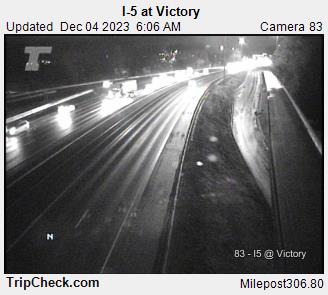 I-5 at Victory
Updated Dec 04 2023 6:06 AM Camera 83
T
N
83 - I5 @ Victory
TripCheck.com Milepost306.80